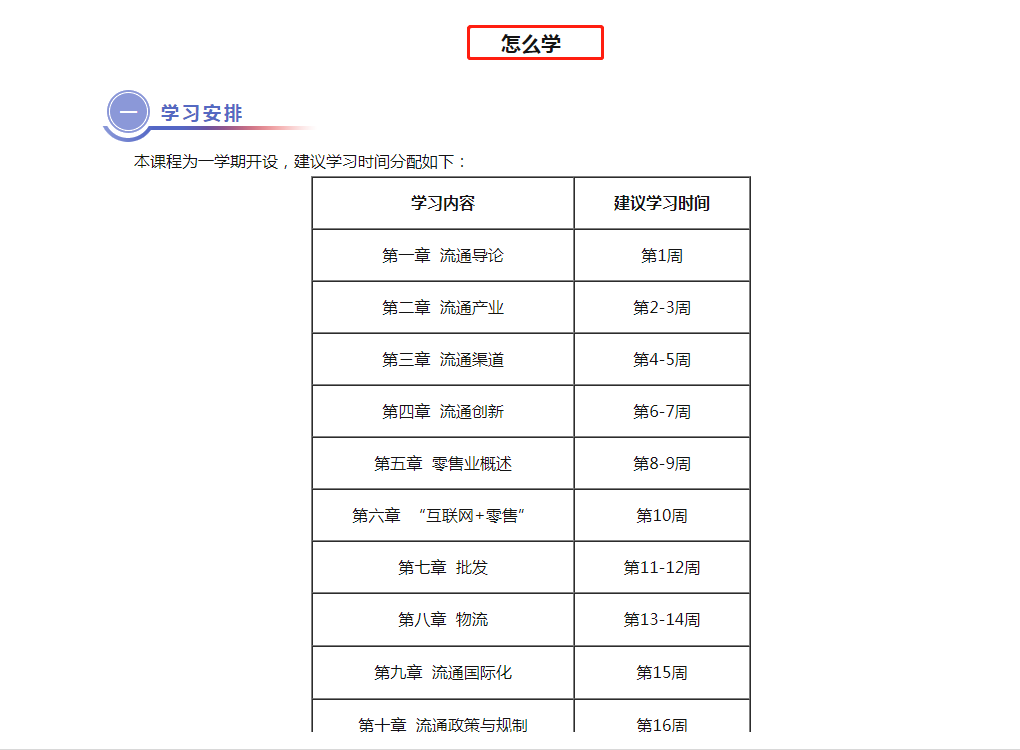 怎么学
一 学习安排
本课程为一学期开设，建议学习时间分配如下：
学习内容 建议学习时间
第一章 流通导论 第1周
第二章 流通产业 第2-3周
第三章 流通渠道 第4-5周
第四章 流通创新 第6-7周
第五章 零售业概述 第8-9周
第六章 “互联网+零售” 第10周
第七章 批发 第11-12周
第八章 物流 第13-14周
第九章 流通国际化 第15周
第十章 流通政策与规制 第16周